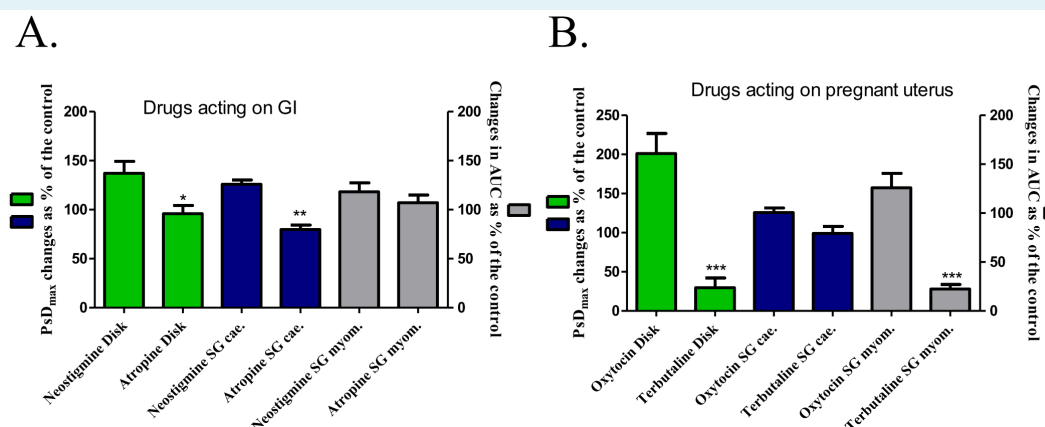 A.
B.
Drugs acting on GI
PsDmax changes as % of the control
200
150
100
50
0
200
150
100
50
0
Changes in AUC as % of the control
*
**
Neostigmine Disk
Atropine Disk
Neostigmine SG cae.
Atropine SG cae.
Neostigmine SG myom.
Atropine SG myom.
Drugs acting on pregnant uterus
PsDmax changes as % of the control
250
200
150
100
50
0
200
150
100
50
0
Changes in AUC as % of the control
***
***
Oxytocin Disk
Terbutaline Disk
Oxytocin SG cae.
Terbutaline SG cae.
Oxytocin SG myom.
Terbutaline SG myom.